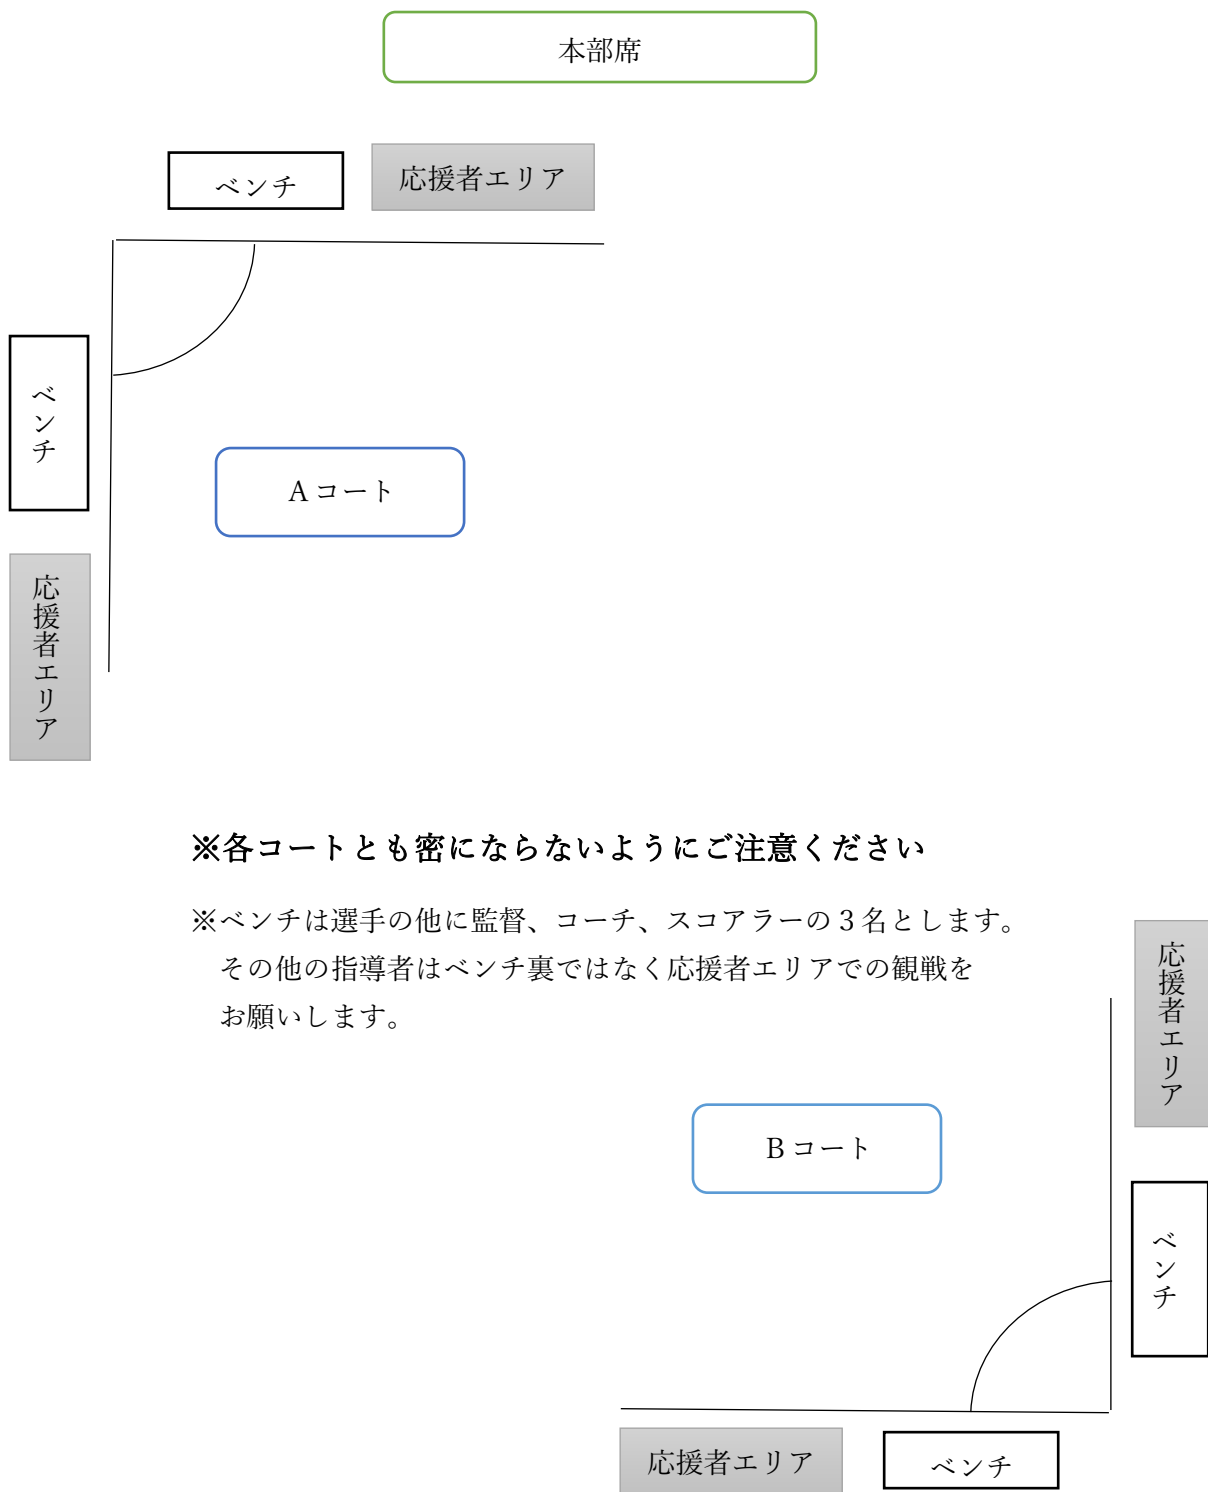 本部席
ベンチ
応援者エリア
ベンチ
Aコート
応援者エリア
※各コートとも密にならないようにご注意ください
※ベンチは選手の他に監督、コーチ、スコアラーの3名とします。
その他の指導者はベンチ裏ではなく応援者エリアでの観戦を
お願いします。
応援者エリア
Bコート
ベンチ
応援者エリア
ベンチ